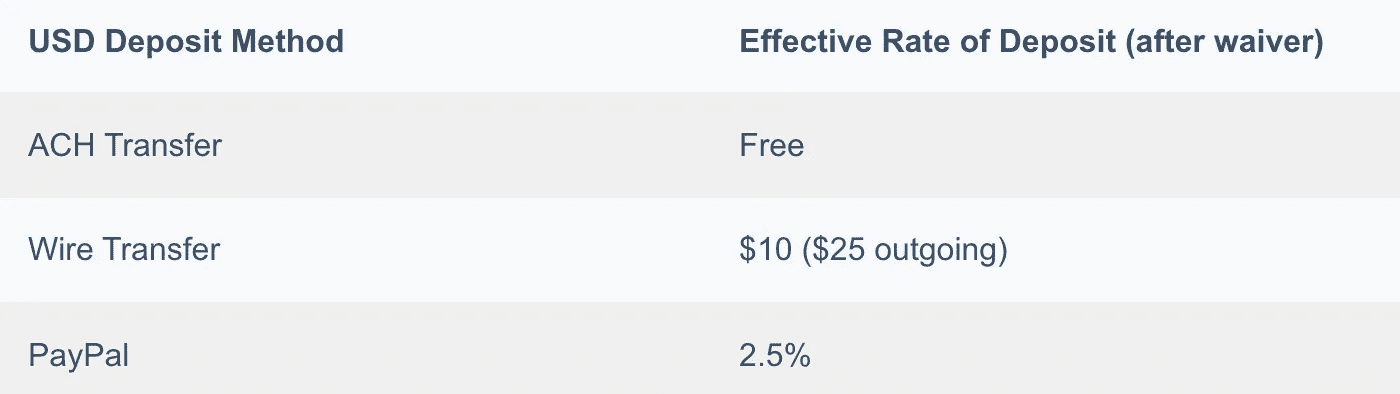 USD Deposit Method Effective Rate of Deposit (after waiver)
ACH Transfer Free
Wire Transfer $10 ($25 outgoing)
PayPal 2.5%